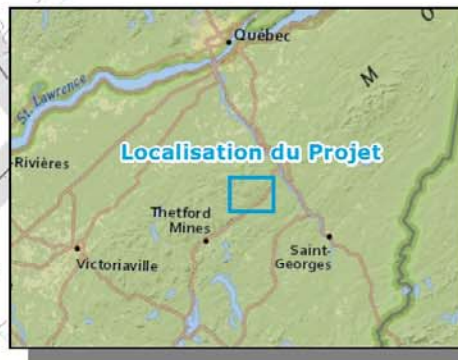 Québec
M
O
St. Lawrence
-Rivières
Localisation du Projet
Thetford
Mines
Saint-
Georges
Victoriaville